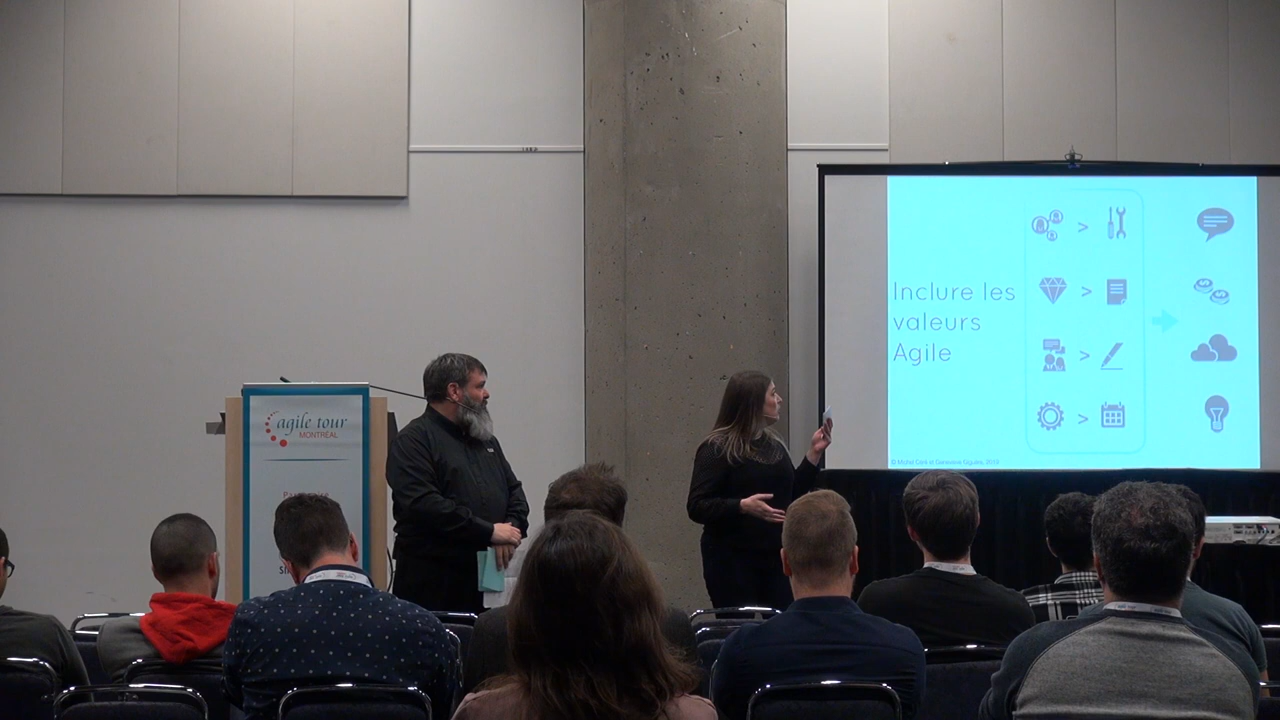 agile tour
MONTRÉAL
Inclure les
valeurs
Agile
>
>
>
>